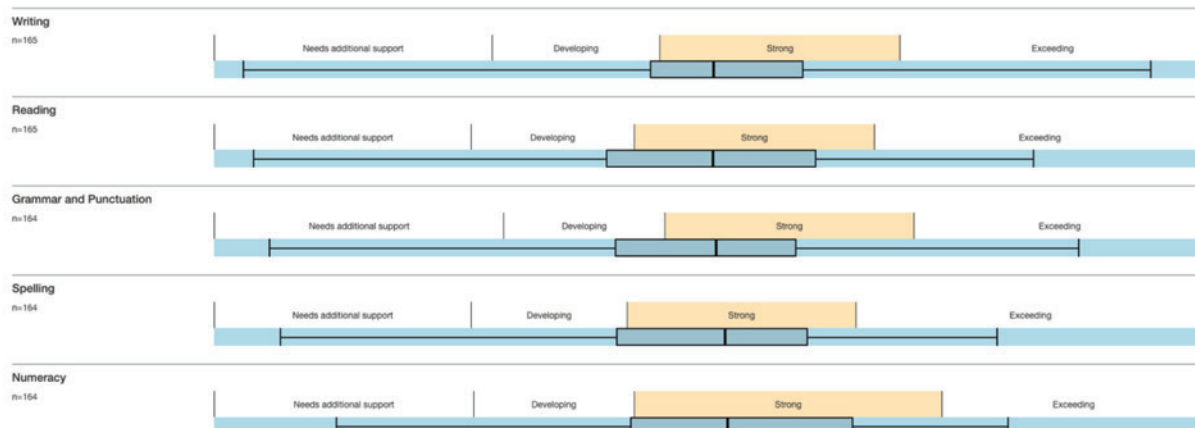 Writing
n=165
Needs additional support Developing Strong Exceeding
Reading
n=165
Needs additional support Developing Strong Exceeding
Grammar and Punctuation
n=164
Needs additional support Developing Strong Exceeding
Spelling
n=164
Needs additional support Developing Strong Exceeding
Numeracy
n=164
Needs additional support Developing Strong Exceeding